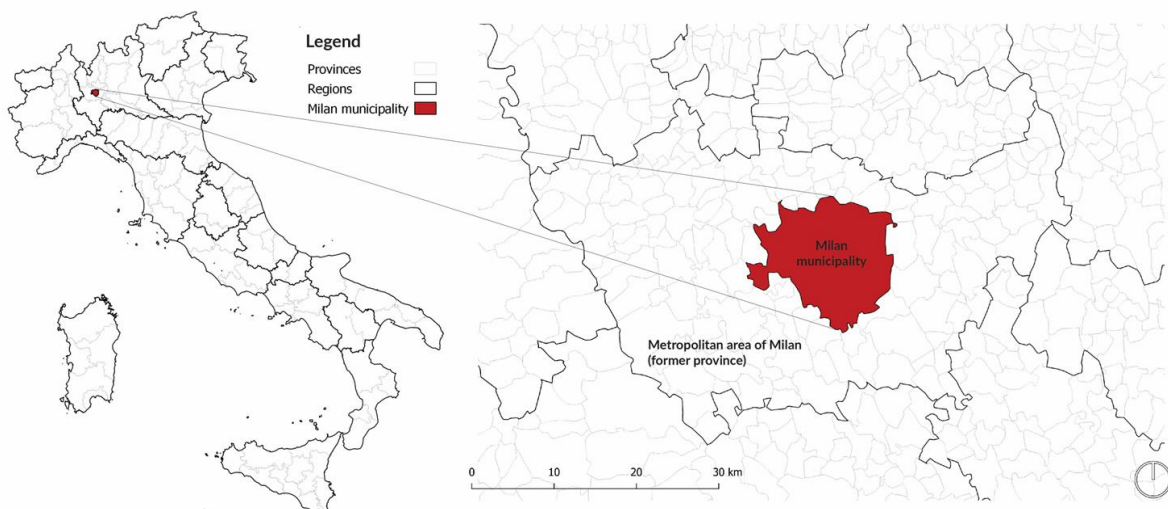 Legend
Provinces
Regions
Milan municipality
Milan
municipality
Metropolitan area of Milan
(former province)
0 10 20 30 km